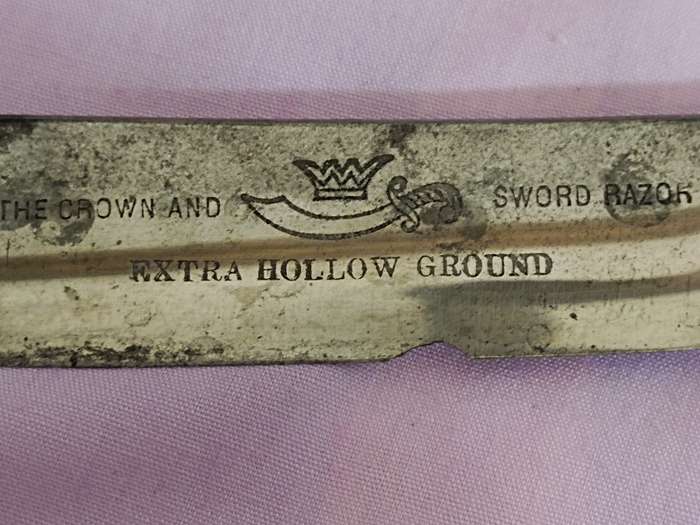 THE CROWN AND SWORD RAZOR
EXTRA HOLLOW GROUND